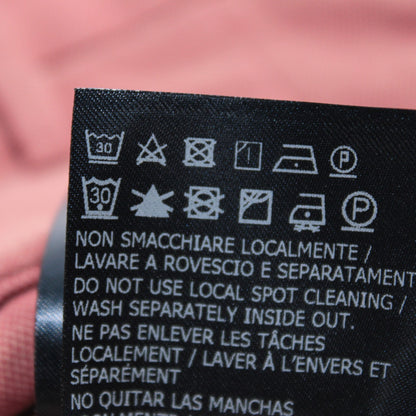 30 P
30 P
NON SMACCHIARE LOCALMENTE /
LAVARE A ROVESCIO E SEPARATAMENT
DO NOT USE LOCAL SPOT CLEANING /
WASH SEPARATELY INSIDE OUT.
NE PAS ENLEVER LES TÂCHES
LOCALEMENT / LAVER À L'ENVERS ET
SÉPARÉMENT
NO QUITAR LAS MANCHAS